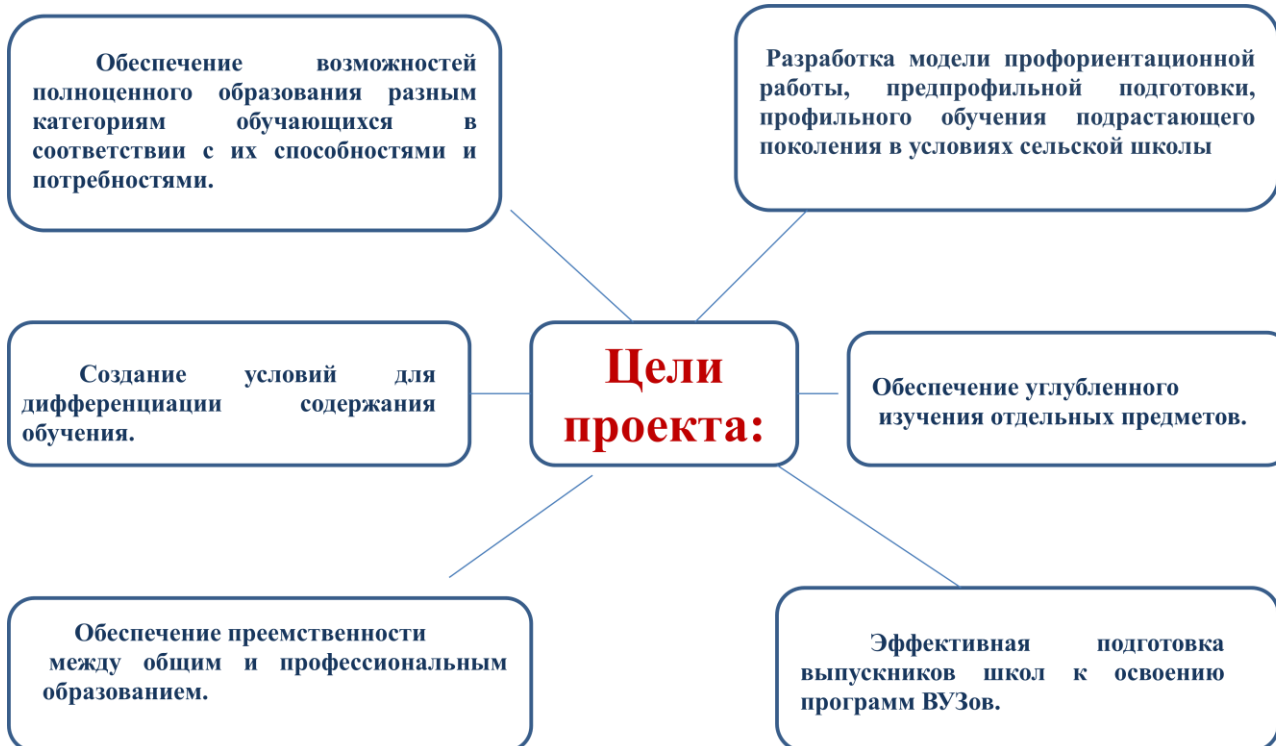 Обеспечение возможностей
полноценного образования разным
категориям обучающихся в
соответствии с их способностями и
потребностями.
Разработка модели профориентационной
работы, предпрофильной подготовки,
профильного обучения подрастающего
поколения в условиях сельской школы
Создание условий для
дифференциации содержания
обучения.
Цели
проекта:
Обеспечение углубленного
изучения отдельных предметов.
Обеспечение преемственности
между общим и профессиональным
образованием.
Эффективная подготовка
выпускников школ к освоению
программ ВУЗов.